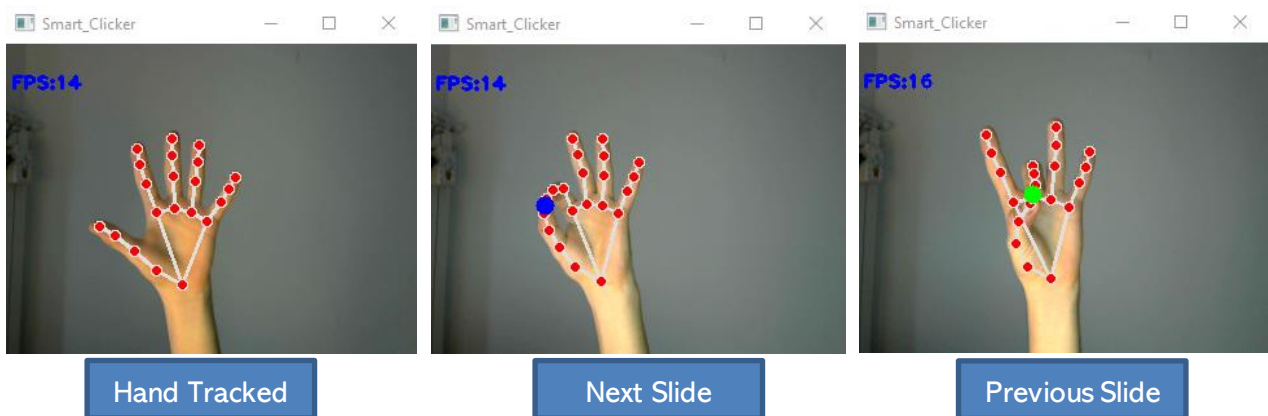 Smart_Clicker
FPS:14
Hand Tracked
Smart_Clicker
FPS:14
Next Slide
Smart_Clicker
FPS:16
Previous Slide